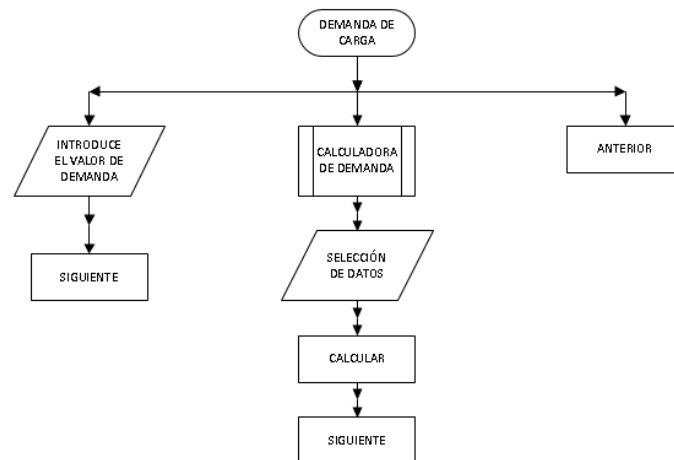 DEMANDA DE
CARGA
INTRODUCE
EL VALOR DE
DEMANDA
CALCULADORA
DE DEMANDA
ANTERIOR
SIGUIENTE
SELECCIÓN
DE DATOS
CALCULAR
SIGUIENTE